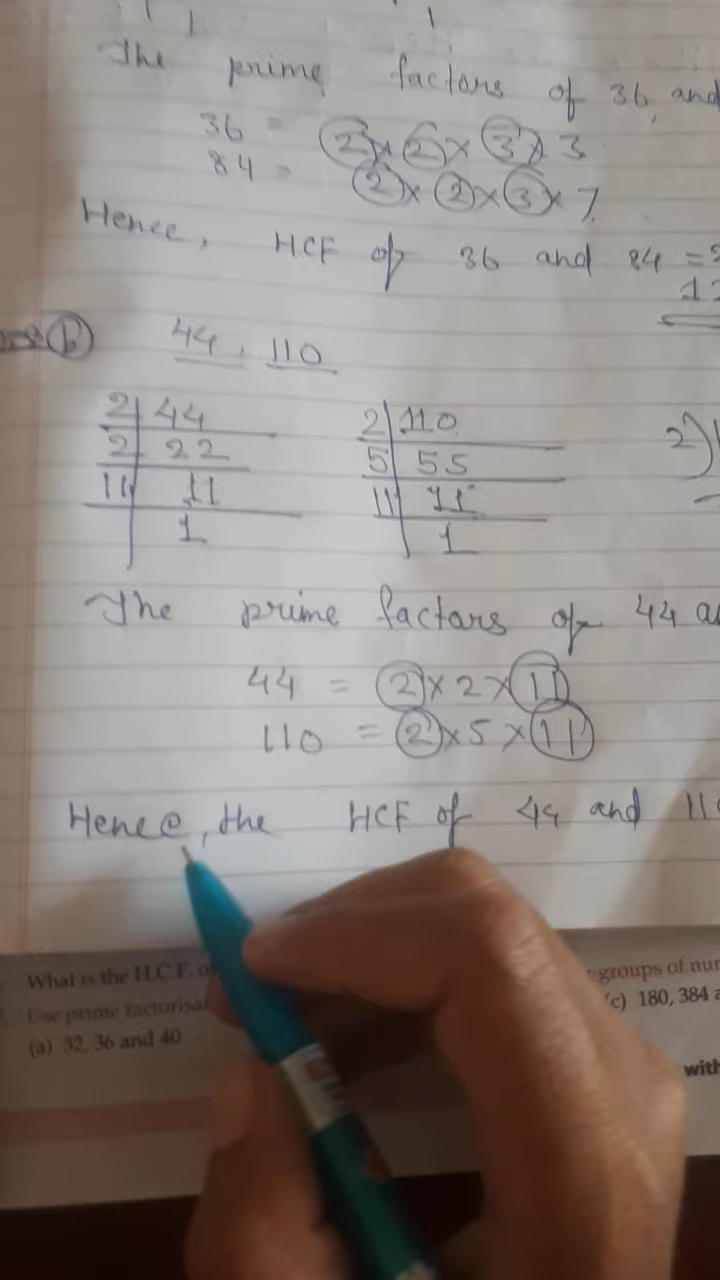 The prime factors of 36, and
36 = 2 × 2 × 3 × 3
84 = 2 × 2 × 3 × 7
Hence, HCF of 36 and 84 =
(b) 44, 110
2 44
2 22
11 11
1
2 110
5 55
11 11
1
2)
The prime factors of 44
44 = 2 × 2 × 11
110 = 2 × 5 × 11
Hence, the HCF of 44 and 11
What is the H.C.F. groups of
Use prime (c) 180, 384
(a) 32, 36 and 40
with